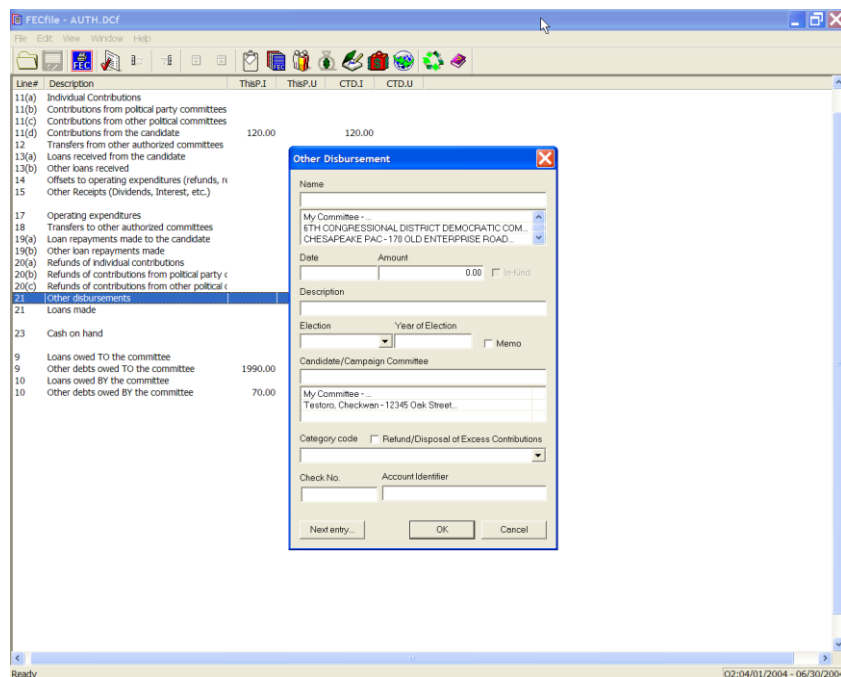 FECfile - AUTH.DCf
File Edit View Window Help
FEC
Line# Description ThisP.I ThisP.U CTD.I CTD.U
11(a) Individual Contributions
11(b) Contributions from political party committees
11(c) Contributions from other political committees
11(d) Contributions from the candidate 120.00 120.00
12 Transfers from other authorized committees
13(a) Loans received from the candidate
13(b) Other loans received
14 Offsets to operating expenditures (refunds, re
15 Other Receipts (Dividends, Interest, etc.)
17 Operating expenditures
18 Transfers to other authorized committees
19(a) Loan repayments made to the candidate
19(b) Other loan repayments made
20(a) Refunds of individual contributions
20(b) Refunds of contributions from political party c
20(c) Refunds of contributions from other political c
21 Other disbursements
21 Loans made
23 Cash on hand
9 Loans owed TO the committee
9 Other debts owed TO the committee 1990.00
10 Loans owed BY the committee
10 Other debts owed BY the committee 70.00
Other Disbursement
Name
My Committee - ...
6TH CONGRESSIONAL DISTRICT DEMOCRATIC COM...
CHESAPEAKE PAC - 170 OLD ENTERPRISE ROAD...
Date Amount
0.00 In-Kind
Description
Election Year of Election
Memo
Candidate/Campaign Committee
My Committee - ...
Testoro, Checkwan - 12345 Oak Street...
Category code Refund/Disposal of Excess Contributions
Check No. Account Identifier
Next entry... OK Cancel
Ready Q2:04/01/2004 - 06/30/2004